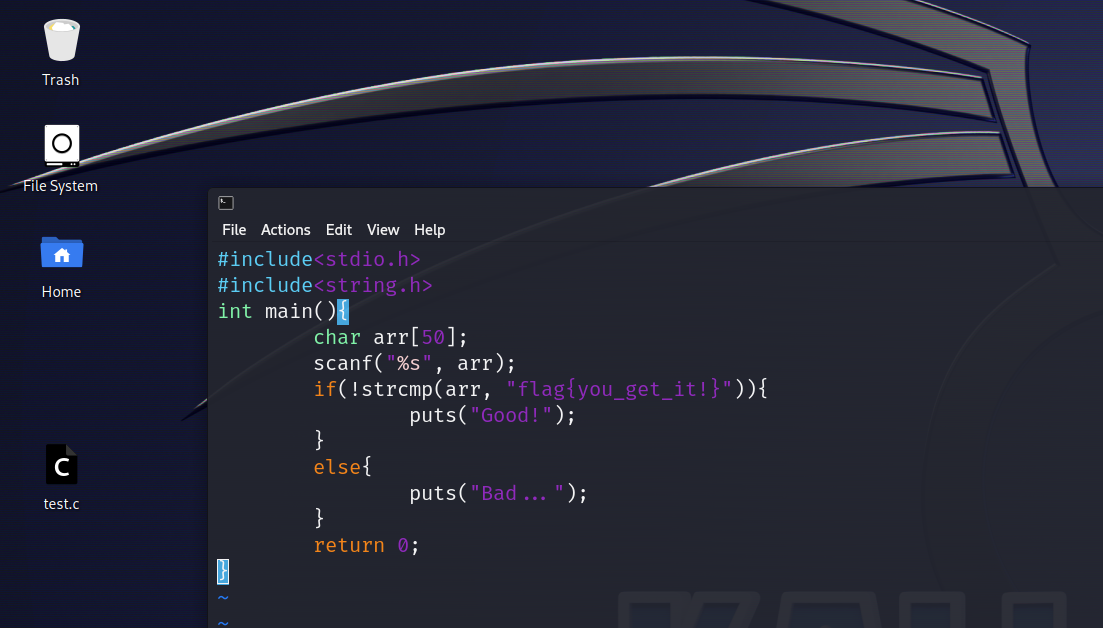 Trash
File System
Home
test.c
File Actions Edit View Help
#include<stdio.h>
#include<string.h>
int main(){
        char arr[50];
        scanf("%s", arr);
        if(!strcmp(arr, "flag{you_get_it!}")){
                puts("Good!");
        }
        else{
                puts("Bad...");
        }
        return 0;
}
~
~
KALI